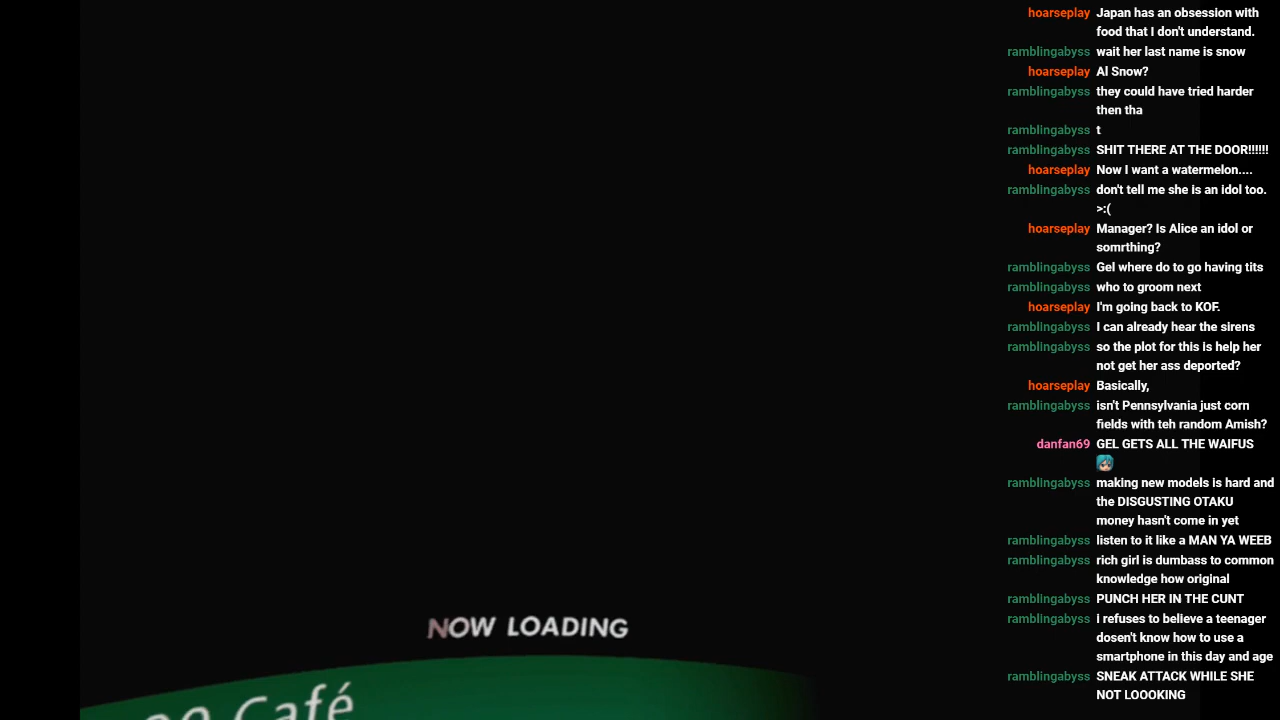 hoarseplay Japan has an obsession with
food that I don't understand.
ramblingabyss wait her last name is snow
hoarseplay Al Snow?
ramblingabyss they could have tried harder
then tha
ramblingabyss t
ramblingabyss SHIT THERE AT THE DOOR!!!!!!
hoarseplay Now I want a watermelon....
ramblingabyss don't tell me she is an idol too.
>:(
hoarseplay Manager? Is Alice an idol or
somrthing?
ramblingabyss Gel where do to go having tits
ramblingabyss who to groom next
hoarseplay I'm going back to KOF.
ramblingabyss I can already hear the sirens
ramblingabyss so the plot for this is help her
not get her ass deported?
hoarseplay Basically,
ramblingabyss isn't Pennsylvania just corn
fields with teh random Amish?
danfan69 GEL GETS ALL THE WAIFUS
ramblingabyss making new models is hard and
the DISGUSTING OTAKU
money hasn't come in yet
ramblingabyss listen to it like a MAN YA WEEB
ramblingabyss rich girl is dumbass to common
knowledge how original
ramblingabyss PUNCH HER IN THE CUNT
ramblingabyss I refuses to believe a teenager
dosen't know how to use a
smartphone in this day and age
ramblingabyss SNEAK ATTACK WHILE SHE
NOT LOOOKING
NOW LOADING
Café